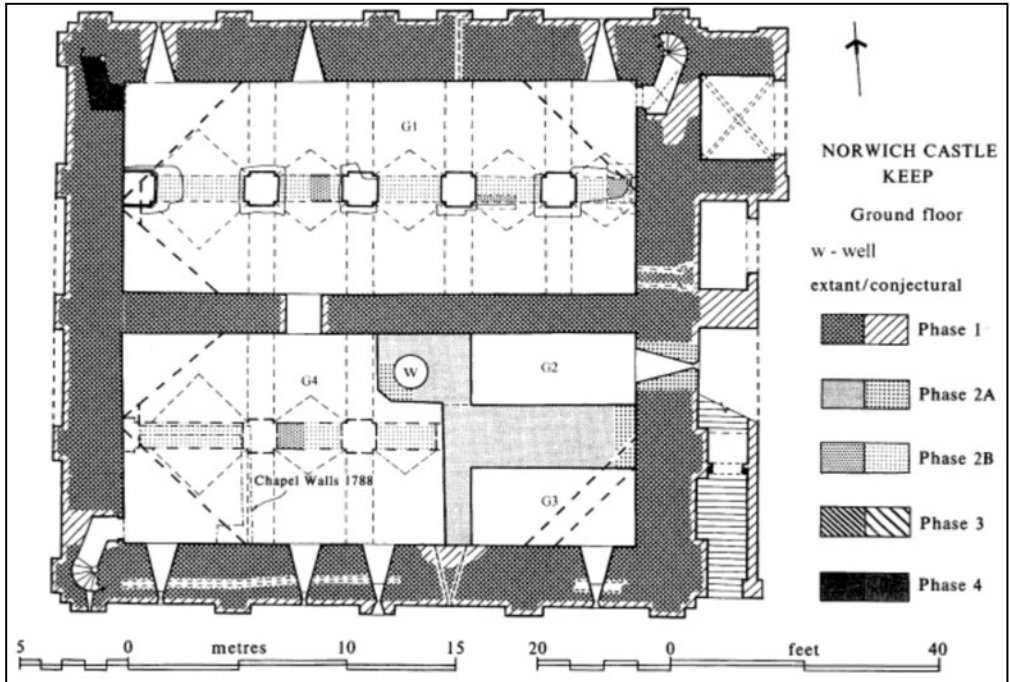 G1
NORWICH CASTLE
KEEP
Ground floor
w - well
extant/conjectural
Phase 1
W
G2
G4
Phase 2A
Phase 2B
Chapel Walls 1788
G3
Phase 3
Phase 4
5 0 metres 10 15 20 0 feet 40